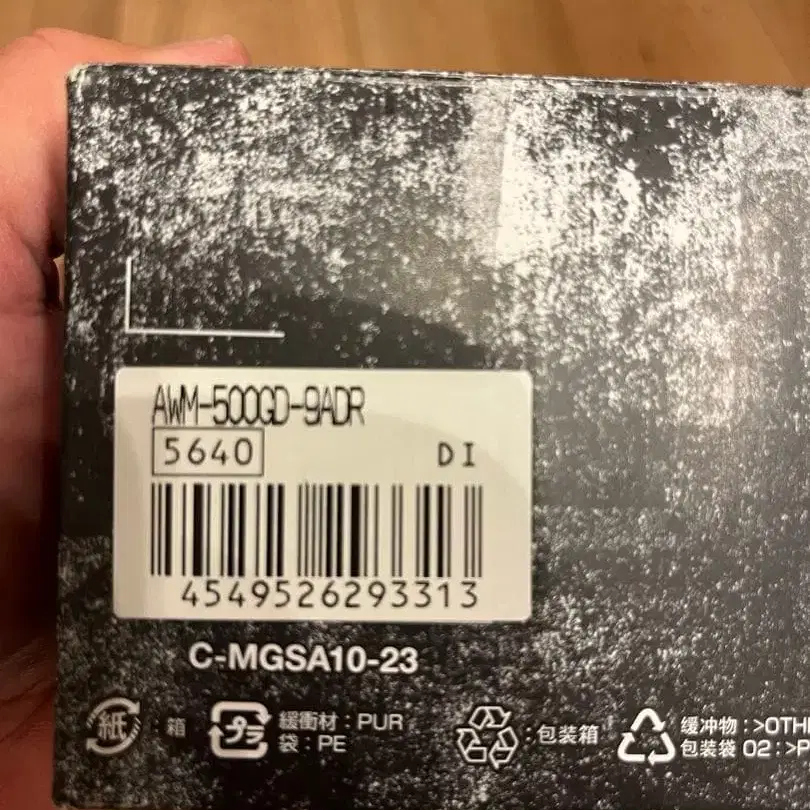 AWM-500GD-9ADR
5640 DI
4549526293313
C-MGSA10-23
紙 : 箱
プラ 緩衝材 : PUR
袋 : PE
: 包装箱
缓冲物 : >OTH
包装袋 02 : >P